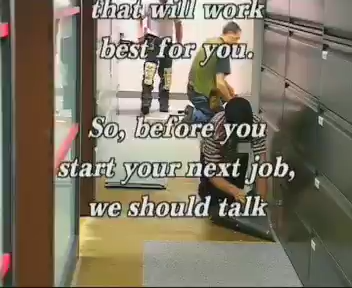 that will work
best for you.
So, before you
start your next job,
we should talk